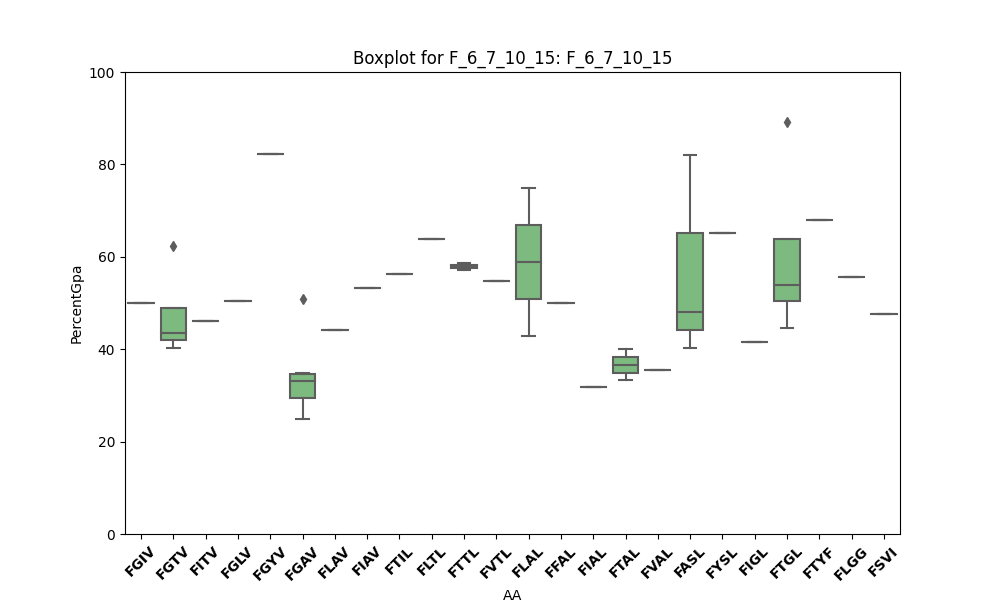 Boxplot for F_6_7_10_15: F_6_7_10_15
100
80
60
40
20
0
PercentGpa
FGIV
FGTV
FITV
FGLV
FGYV
FGAV
FLAV
FIAV
FTIL
FLTL
FTTL
FVTL
FLAL
FFAL
FIAL
FTAL
FVAL
FASL
FYSL
FIGL
FTGL
FTYF
FLGG
FSVI
AA